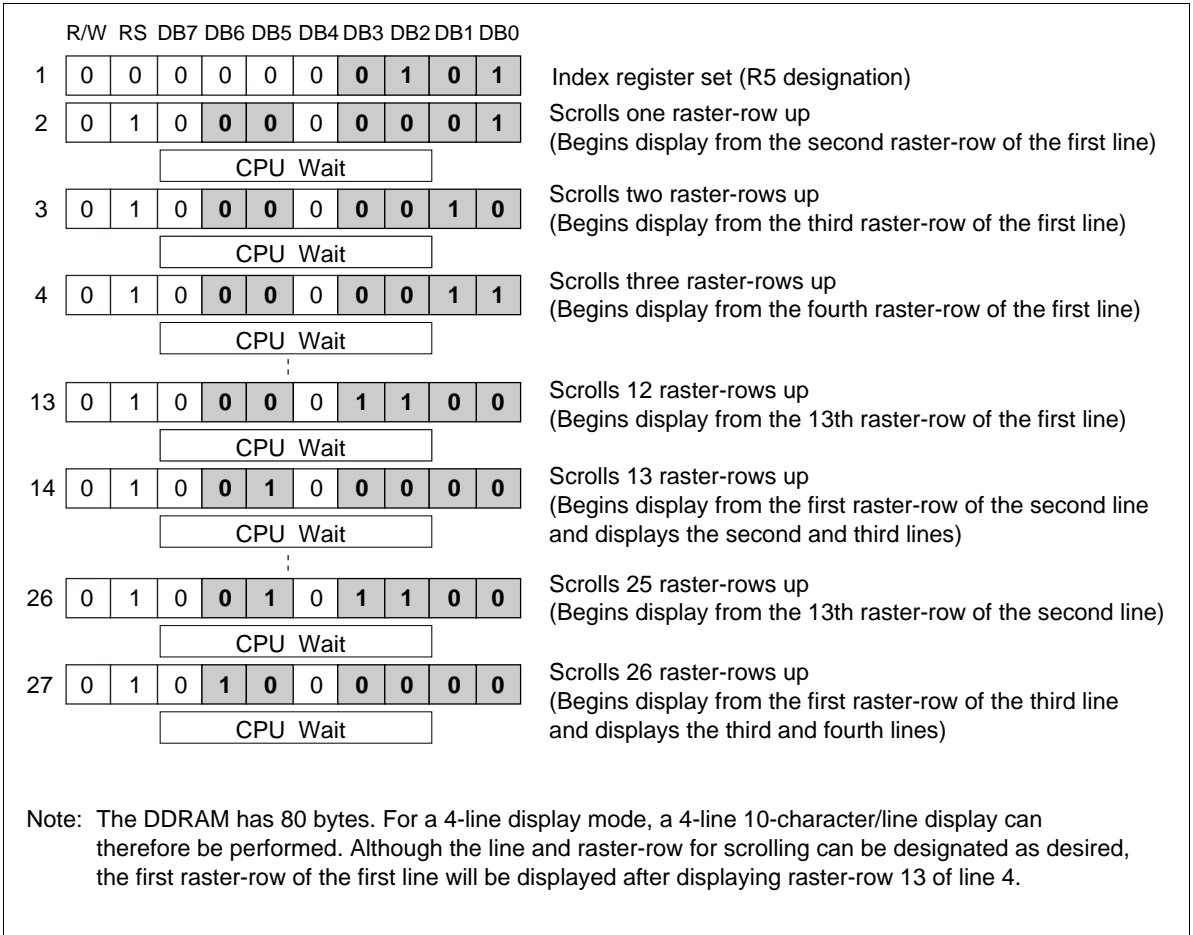 R/W RS DB7 DB6 DB5 DB4 DB3 DB2 DB1 DB0
1 0 0 0 0 0 0 0 1 0 1 Index register set (R5 designation)
2 0 1 0 0 0 0 0 0 0 1 Scrolls one raster-row up
(Begins display from the second raster-row of the first line)
CPU Wait
3 0 1 0 0 0 0 0 0 1 0 Scrolls two raster-rows up
(Begins display from the third raster-row of the first line)
CPU Wait
4 0 1 0 0 0 0 0 0 1 1 Scrolls three raster-rows up
(Begins display from the fourth raster-row of the first line)
CPU Wait
13 0 1 0 0 0 0 1 1 0 0 Scrolls 12 raster-rows up
(Begins display from the 13th raster-row of the first line)
CPU Wait
14 0 1 0 0 1 0 0 0 0 0 Scrolls 13 raster-rows up
(Begins display from the first raster-row of the second line
and displays the second and third lines)
CPU Wait
26 0 1 0 0 1 0 1 1 0 0 Scrolls 25 raster-rows up
(Begins display from the 13th raster-row of the second line)
CPU Wait
27 0 1 0 1 0 0 0 0 0 0 Scrolls 26 raster-rows up
(Begins display from the first raster-row of the third line
and displays the third and fourth lines)
CPU Wait
Note: The DDRAM has 80 bytes. For a 4-line display mode, a 4-line 10-character/line display can
therefore be performed. Although the line and raster-row for scrolling can be designated as desired,
the first raster-row of the first line will be displayed after displaying raster-row 13 of line 4.